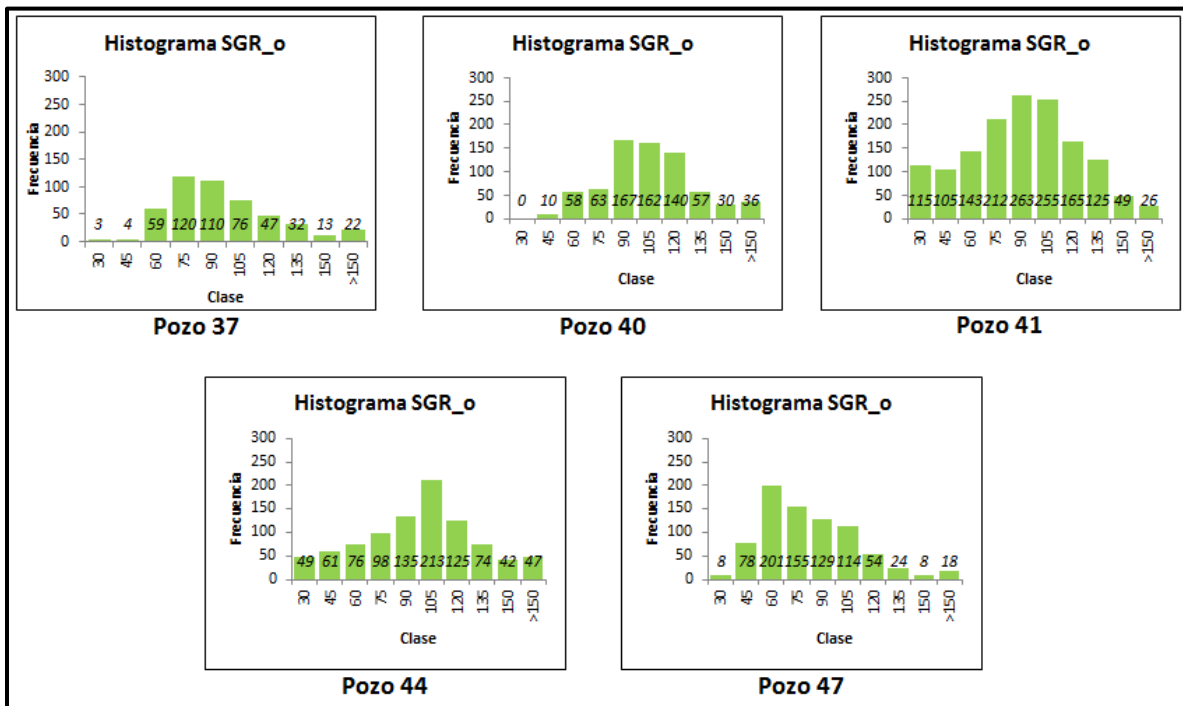 Histograma SGR_o
300
250
200
150
100
50
0
Frecuencia
3 4 59 120 110 76 47 32 13 22
30 45 60 75 90 105 120 135 150 >150
Clase
Pozo 37
Histograma SGR_o
300
250
200
150
100
50
0
Frecuencia
0 10 58 63 167 162 140 57 30 36
30 45 60 75 90 105 120 135 150 >150
Clase
Pozo 40
Histograma SGR_o
300
250
200
150
100
50
0
Frecuencia
115 105 143 212 263 255 165 125 49 26
30 45 60 75 90 105 120 135 150 >150
Clase
Pozo 41
Histograma SGR_o
300
250
200
150
100
50
0
Frecuencia
49 61 76 98 135 213 125 74 42 47
30 45 60 75 90 105 120 135 150 >150
Clase
Pozo 44
Histograma SGR_o
300
250
200
150
100
50
0
Frecuencia
8 78 201 155 129 114 54 24 8 18
30 45 60 75 90 105 120 135 150 >150
Clase
Pozo 47